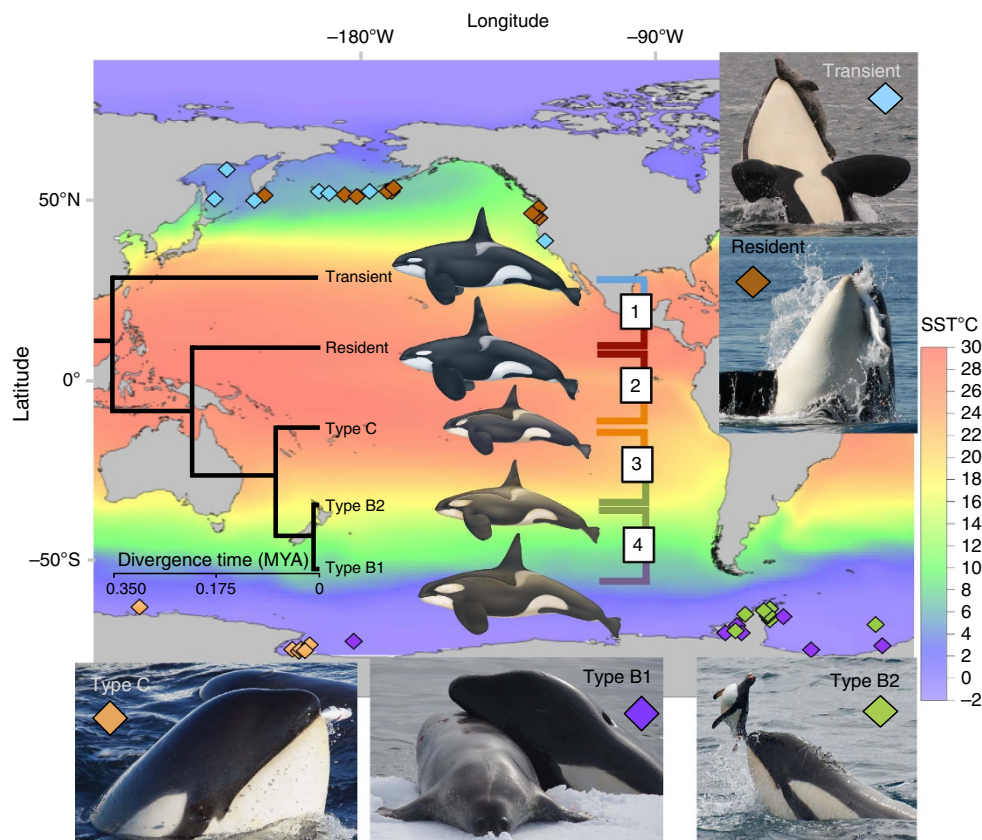 Longitude
–180°W
–90°W
Transient
50°N
Resident
SST°C
Transient
1
30
28
26
Resident
24
Latitude
0°
2
22
20
18
Type C
16
3
14
12
10
Type B2
8
4
6
–50°S
Divergence time (MYA)
Type B1
4
0.350
0.175
0
2
0
–2
Type C
Type B1
Type B2